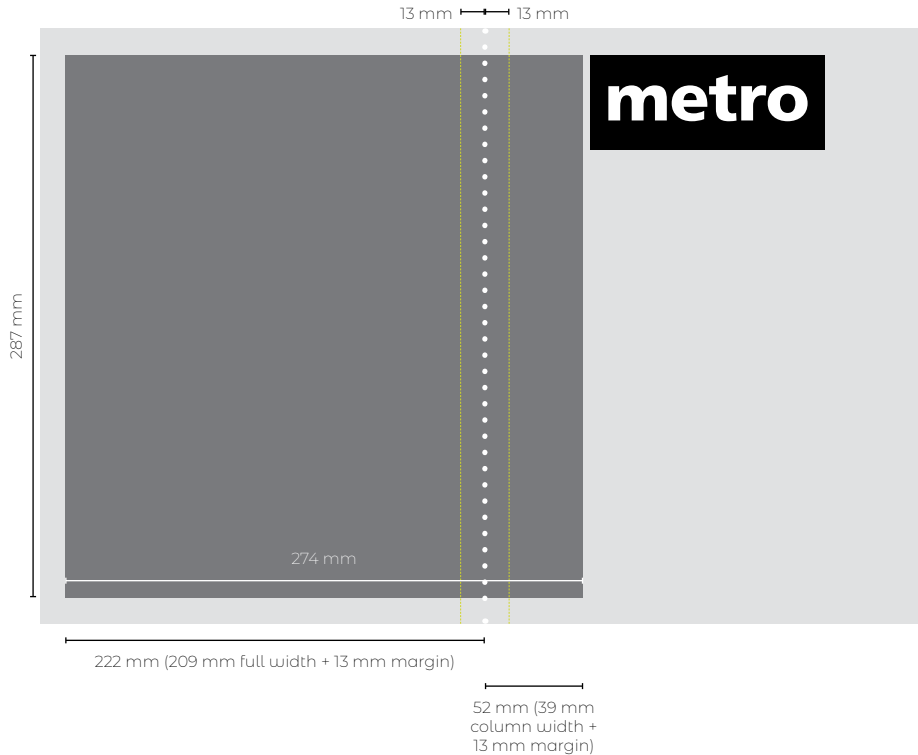 13 mm
13 mm
metro
287 mm
274 mm
222 mm (209 mm full width + 13 mm margin)
52 mm (39 mm
column width +
13 mm margin)